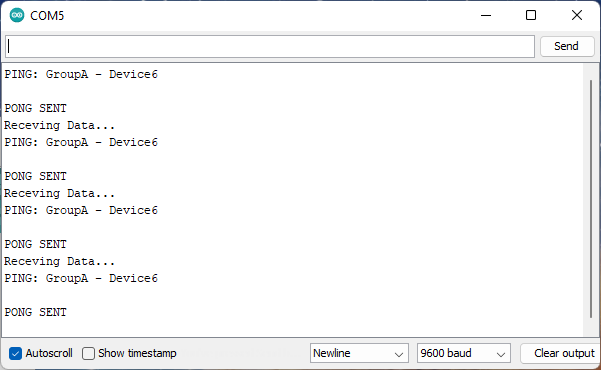 COM5
Send
PING: GroupA - Device6
PONG SENT
Receving Data...
PING: GroupA - Device6
PONG SENT
Receving Data...
PING: GroupA - Device6
PONG SENT
Receving Data...
PING: GroupA - Device6
PONG SENT
Autoscroll Show timestamp Newline 9600 baud Clear output